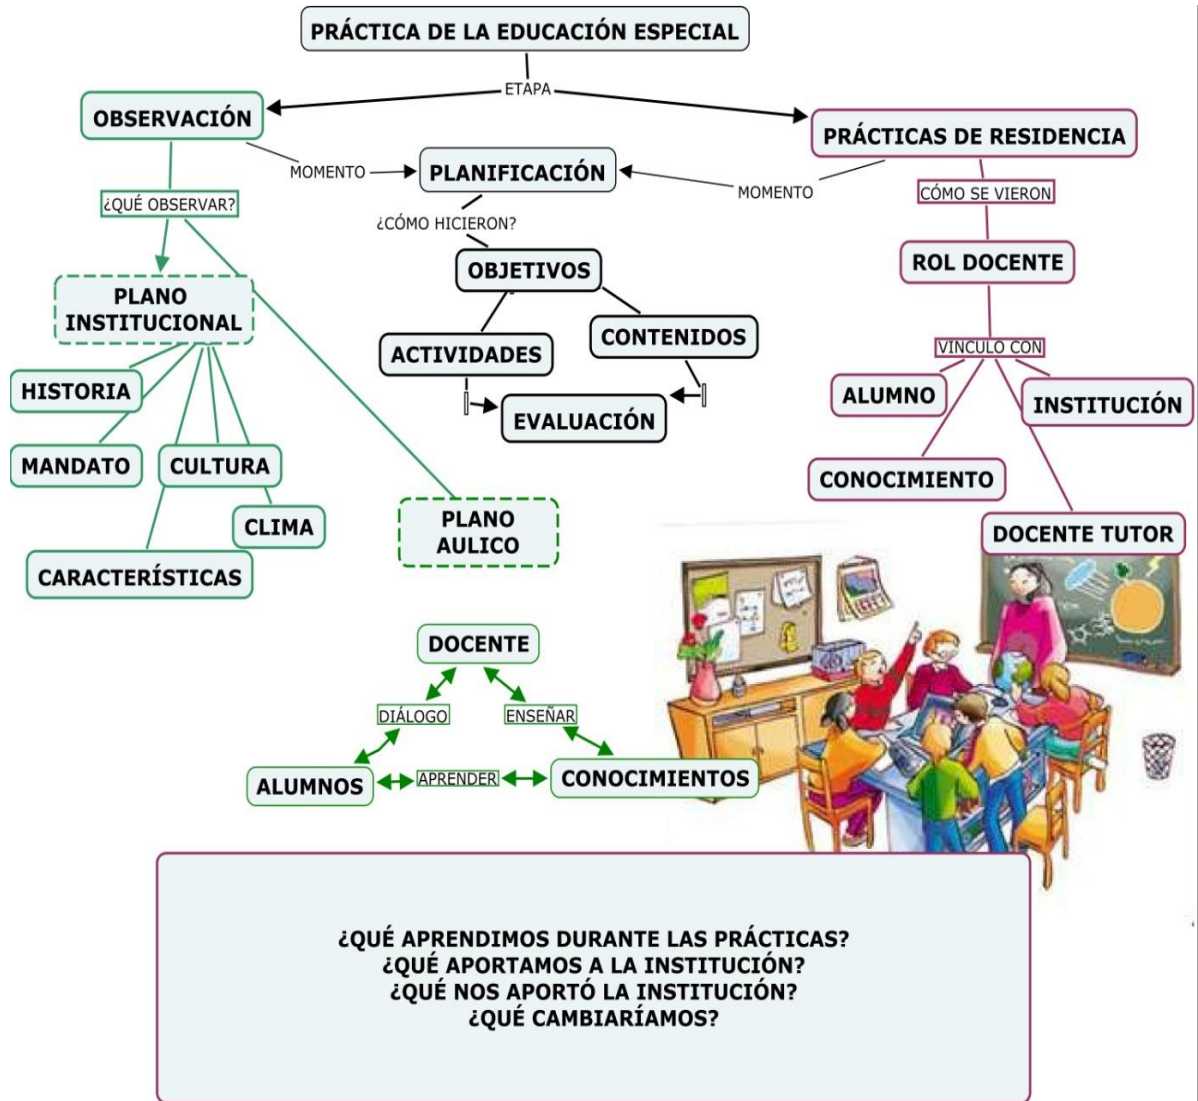 PRÁCTICA DE LA EDUCACIÓN ESPECIAL
ETAPA
OBSERVACIÓN
PRÁCTICAS DE RESIDENCIA
MOMENTO
PLANIFICACIÓN
MOMENTO
¿QUÉ OBSERVAR?
CÓMO SE VIERON
¿CÓMO HICIERON?
OBJETIVOS
ROL DOCENTE
PLANO
INSTITUCIONAL
ACTIVIDADES
CONTENIDOS
VINCULO CON
HISTORIA
ALUMNO
INSTITUCIÓN
EVALUACIÓN
MANDATO
CULTURA
CONOCIMIENTO
CLIMA
PLANO
AULICO
DOCENTE TUTOR
CARACTERÍSTICAS
DOCENTE
DIÁLOGO
ENSEÑAR
ALUMNOS
APRENDER
CONOCIMIENTOS
¿QUÉ APRENDIMOS DURANTE LAS PRÁCTICAS?
¿QUÉ APORTAMOS A LA INSTITUCIÓN?
¿QUÉ NOS APORTÓ LA INSTITUCIÓN?
¿QUÉ CAMBIARÍAMOS?